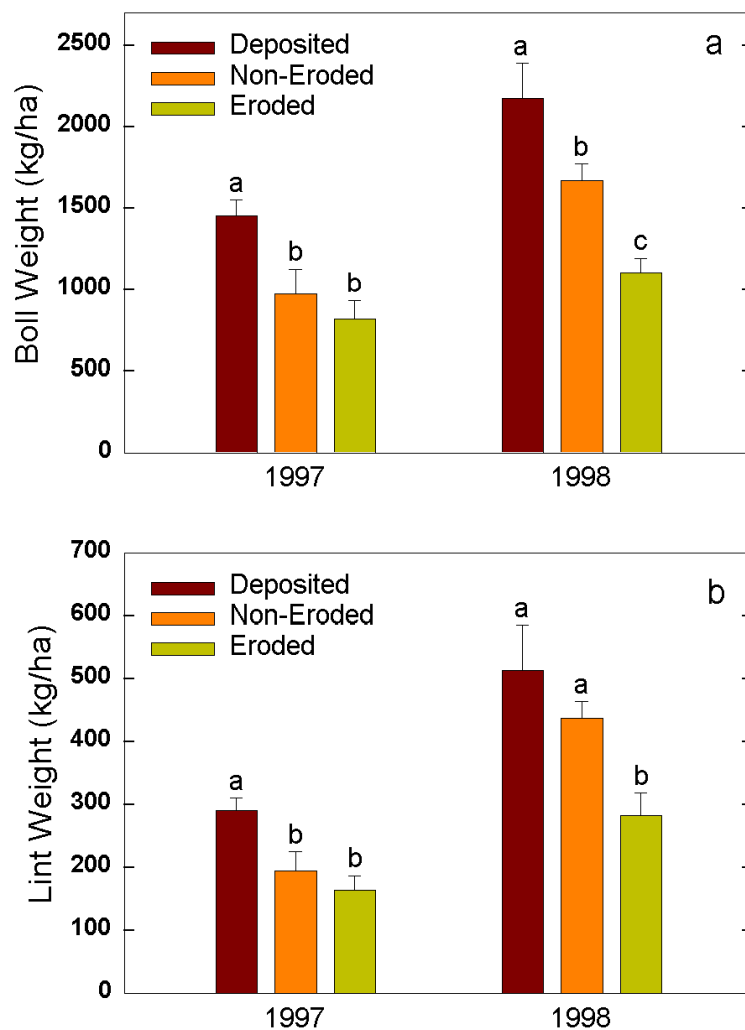 a
Deposited
Non-Eroded
Eroded
Boll Weight (kg/ha)
2500
2000
1500
1000
500
0
a
b
b
a
b
c
1997
1998
b
Deposited
Non-Eroded
Eroded
Lint Weight (kg/ha)
700
600
500
400
300
200
100
0
a
b
b
a
a
b
1997
1998